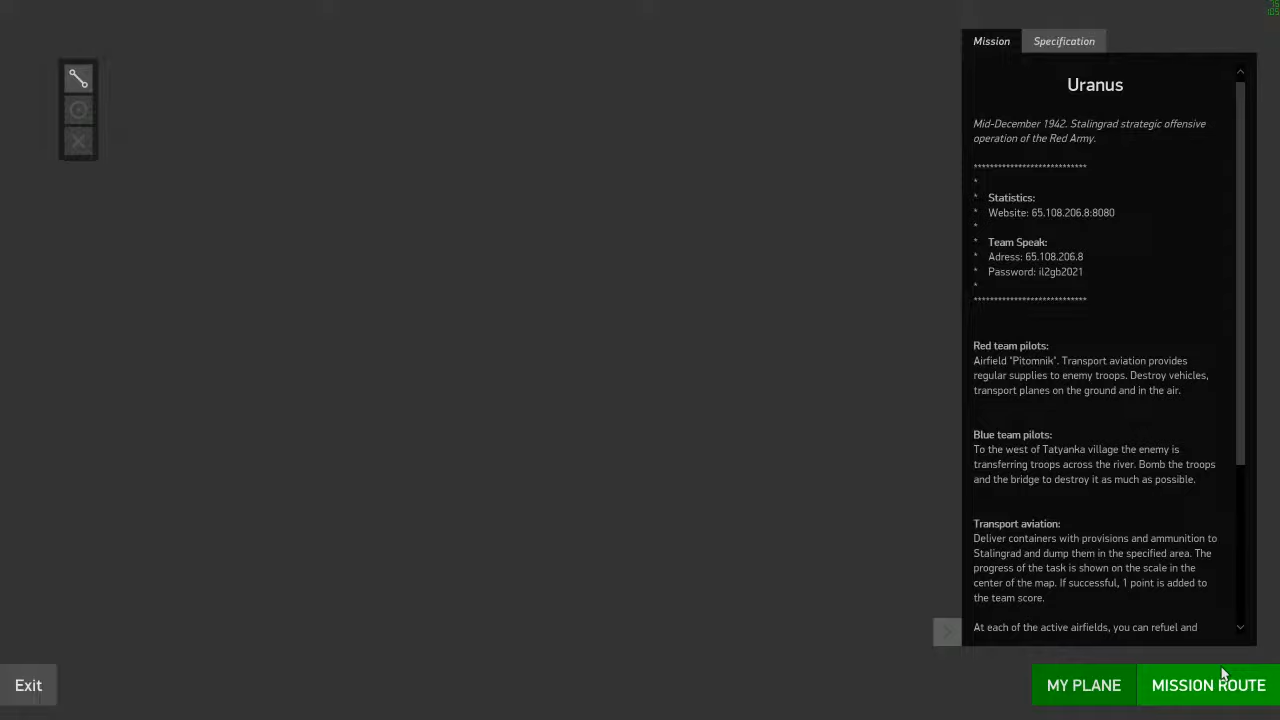 Mission
Specification
Uranus
Mid-December 1942. Stalingrad strategic offensive
operation of the Red Army.
***************************
*
* Statistics:
* Website: 65.108.206.8:8080
*
* Team Speak:
* Adress: 65.108.206.8
* Password: il2gb2021
*
***************************
Red team pilots:
Airfield "Pitomnik". Transport aviation provides
regular supplies to enemy troops. Destroy vehicles,
transport planes on the ground and in the air.
Blue team pilots:
To the west of Tatyanka village the enemy is
transferring troops across the river. Bomb the troops
and the bridge to destroy it as much as possible.
Transport aviation:
Deliver containers with provisions and ammunition to
Stalingrad and dump them in the specified area. The
progress of the task is shown on the scale in the
center of the map. If successful, 1 point is added to
the team score.
At each of the active airfields, you can refuel and
Exit
MY PLANE
MISSION ROUTE